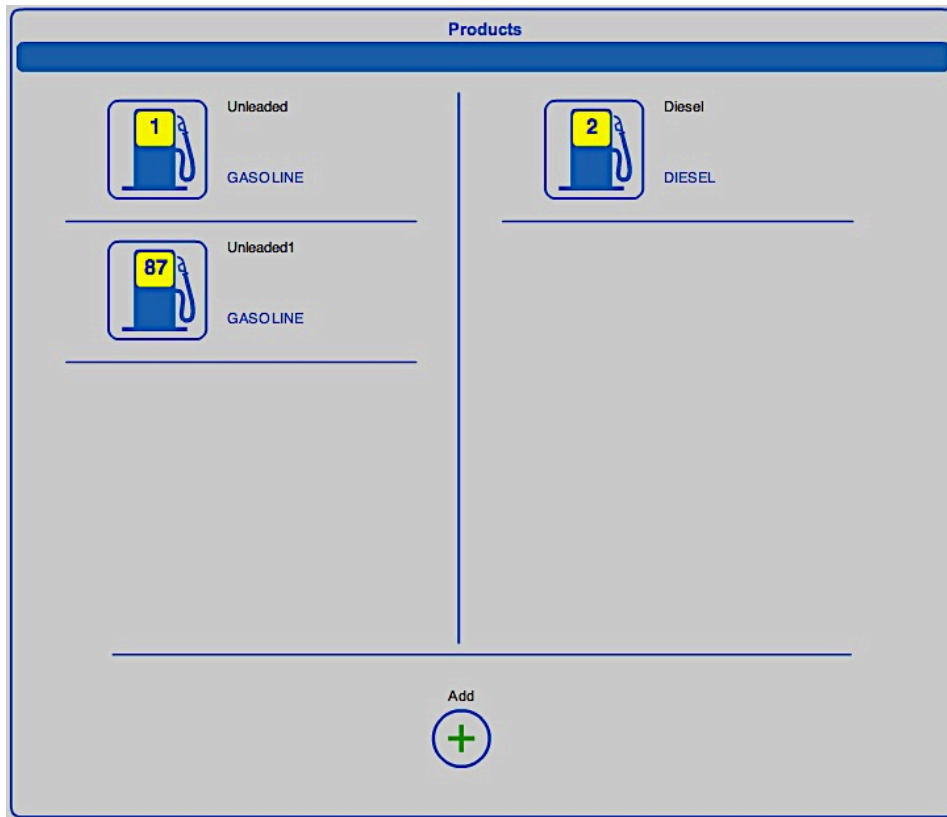 Products
1
Unleaded
GASOLINE
2
Diesel
DIESEL
87
Unleaded1
GASOLINE
Add